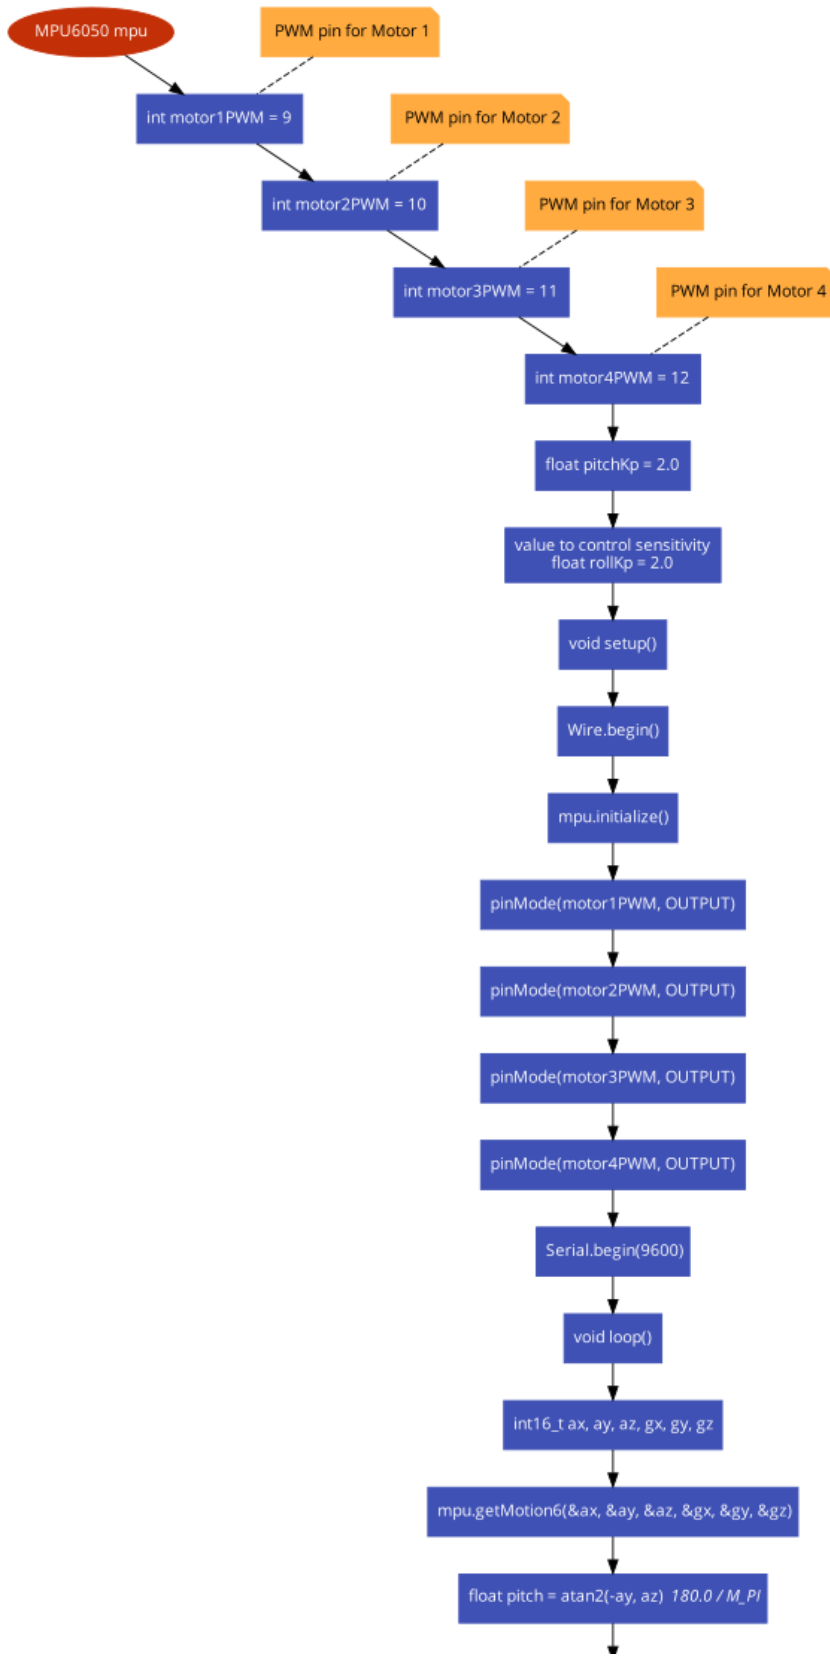 MPU6050 mpu
PWM pin for Motor 1
int motor1PWM = 9
PWM pin for Motor 2
int motor2PWM = 10
PWM pin for Motor 3
int motor3PWM = 11
PWM pin for Motor 4
int motor4PWM = 12
float pitchKp = 2.0
value to control sensitivity
float rollKp = 2.0
void setup()
Wire.begin()
mpu.initialize()
pinMode(motor1PWM, OUTPUT)
pinMode(motor2PWM, OUTPUT)
pinMode(motor3PWM, OUTPUT)
pinMode(motor4PWM, OUTPUT)
Serial.begin(9600)
void loop()
int16_t ax, ay, az, gx, gy, gz
mpu.getMotion6(&ax, &ay, &az, &gx, &gy, &gz)
float pitch = atan2(-ay, az) 180.0 / M_PI